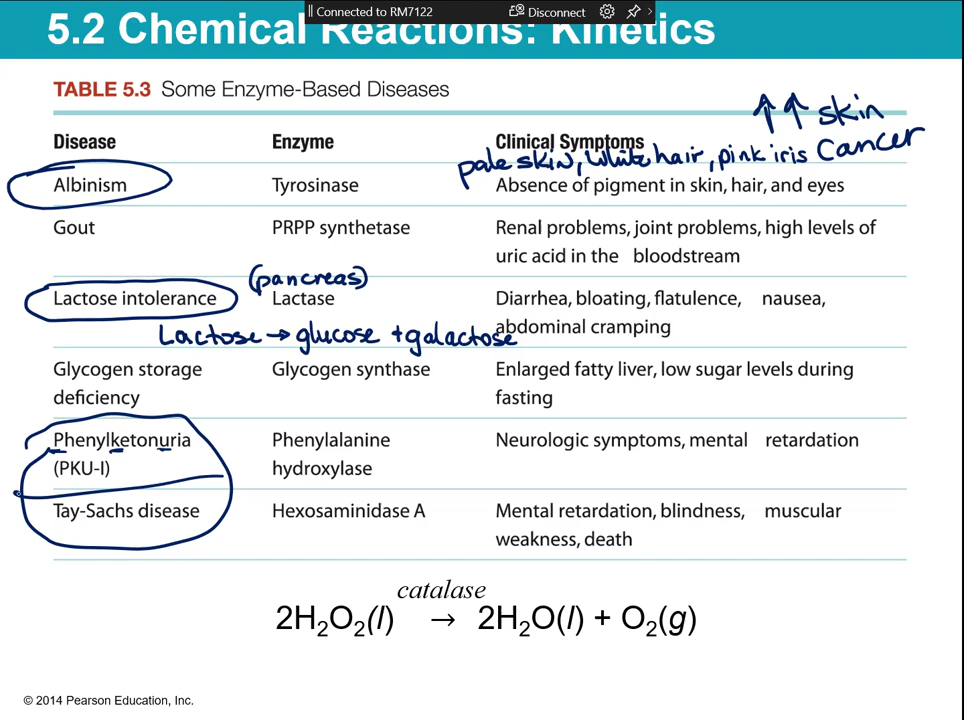 Connected to RM7122 Disconnect
5.2 Chemical Reactions: Kinetics
TABLE 5.3 Some Enzyme-Based Diseases
↑↑ skin
Cancer
Disease Enzyme Clinical Symptoms
pale skin, white hair, pink iris
Albinism Tyrosinase Absence of pigment in skin, hair, and eyes
Gout PRPP synthetase Renal problems, joint problems, high levels of
uric acid in the bloodstream
(pancreas)
Lactose intolerance Lactase Diarrhea, bloating, flatulence, nausea,
abdominal cramping
Lactose → glucose + galactose
Glycogen storage Glycogen synthase Enlarged fatty liver, low sugar levels during
deficiency fasting
Phenylketonuria Phenylalanine Neurologic symptoms, mental retardation
(PKU-I) hydroxylase
Tay-Sachs disease Hexosaminidase A Mental retardation, blindness, muscular
weakness, death
catalase
2H₂O₂(l) → 2H₂O(l) + O₂(g)
© 2014 Pearson Education, Inc.